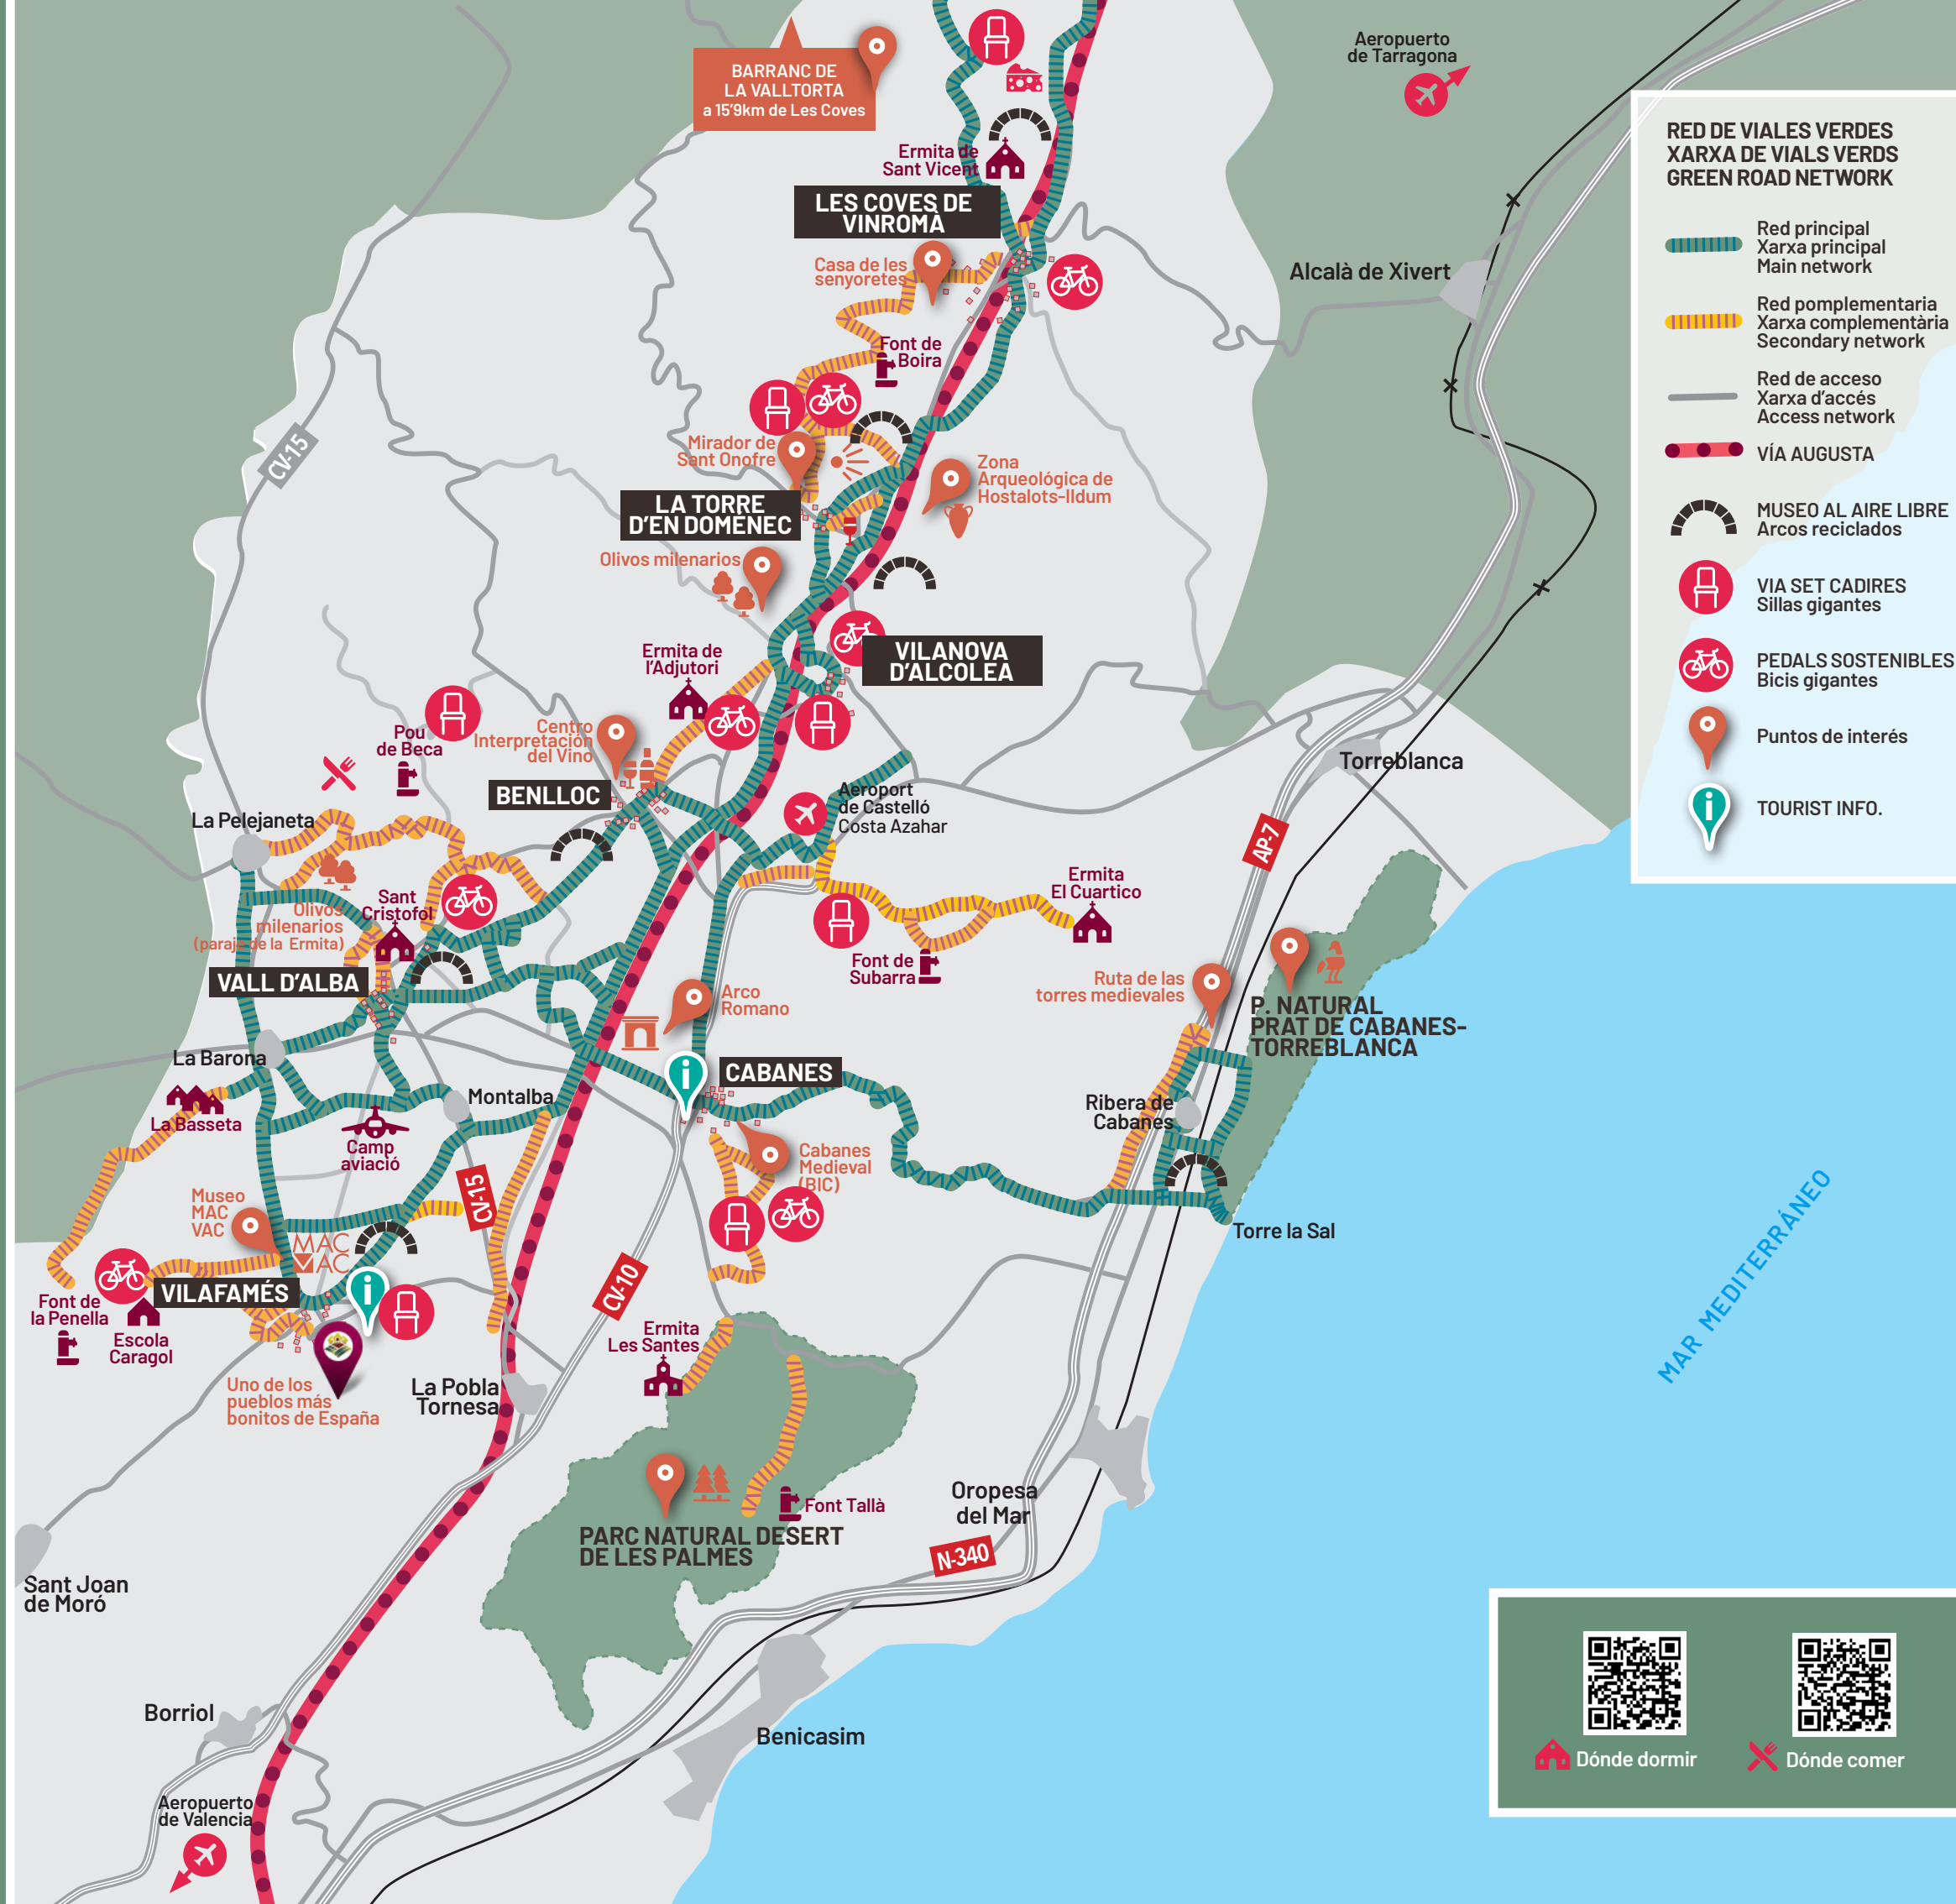 BARRANC DE
LA VALLTORTA
a 15'9km de Les Coves
Aeropuerto
de Tarragona
Ermita de
Sant Vicent
LES COVES DE
VINROMÀ
Casa de les
senyoretes
Alcalà de Xivert
Font de
Boira
CV-15
Mirador de
Sant Onofre
Zona
Arqueológica de
Hostalots-Ildum
LA TORRE
D'EN DOMÈNEC
Olivos milenarios
Ermita de
l'Adjutori
VILANOVA
D'ALCOLEA
Pou
de Beca
Centro
Interpretación
del Vino
BENLLOC
Torreblanca
Aeroport
de Castelló
Costa Azahar
La Pelejaneta
AP-7
Ermita
El Cuartico
Sant
Cristofol
Olivos
milenarios
(paraje de la Ermita)
Font de
Subarra
VALL D'ALBA
Ruta de las
torres medievales
Arco
Romano
P. NATURAL
PRAT DE CABANES-
TORREBLANCA
La Barona
CABANES
Montalba
La Basseta
Camp
aviació
Ribera de
Cabanes
Cabanes
Medieval
(BIC)
CV-15
Museo
MAC
VAC
MAC
VAC
Torre la Sal
VILAFAMÉS
CV-10
Font de
la Penella
Escola
Caragol
Ermita
Les Santes
Uno de los
pueblos más
bonitos de España
La Pobla
Tornesa
Font Tallà
PARC NATURAL DESERT
DE LES PALMES
Oropesa
del Mar
N-340
Sant Joan
de Moró
Borriol
Benicasim
Aeropuerto
de Valencia
MAR MEDITERRÁNEO
RED DE VIALES VERDES
XARXA DE VIALS VERDS
GREEN ROAD NETWORK
Red principal
Xarxa principal
Main network
Red pomplementaria
Xarxa complementària
Secondary network
Red de acceso
Xarxa d'accés
Access network
VÍA AUGUSTA
MUSEO AL AIRE LIBRE
Arcos reciclados
VIA SET CADIRES
Sillas gigantes
PEDALS SOSTENIBLES
Bicis gigantes
Puntos de interés
TOURIST INFO.
Dónde dormir
Dónde comer